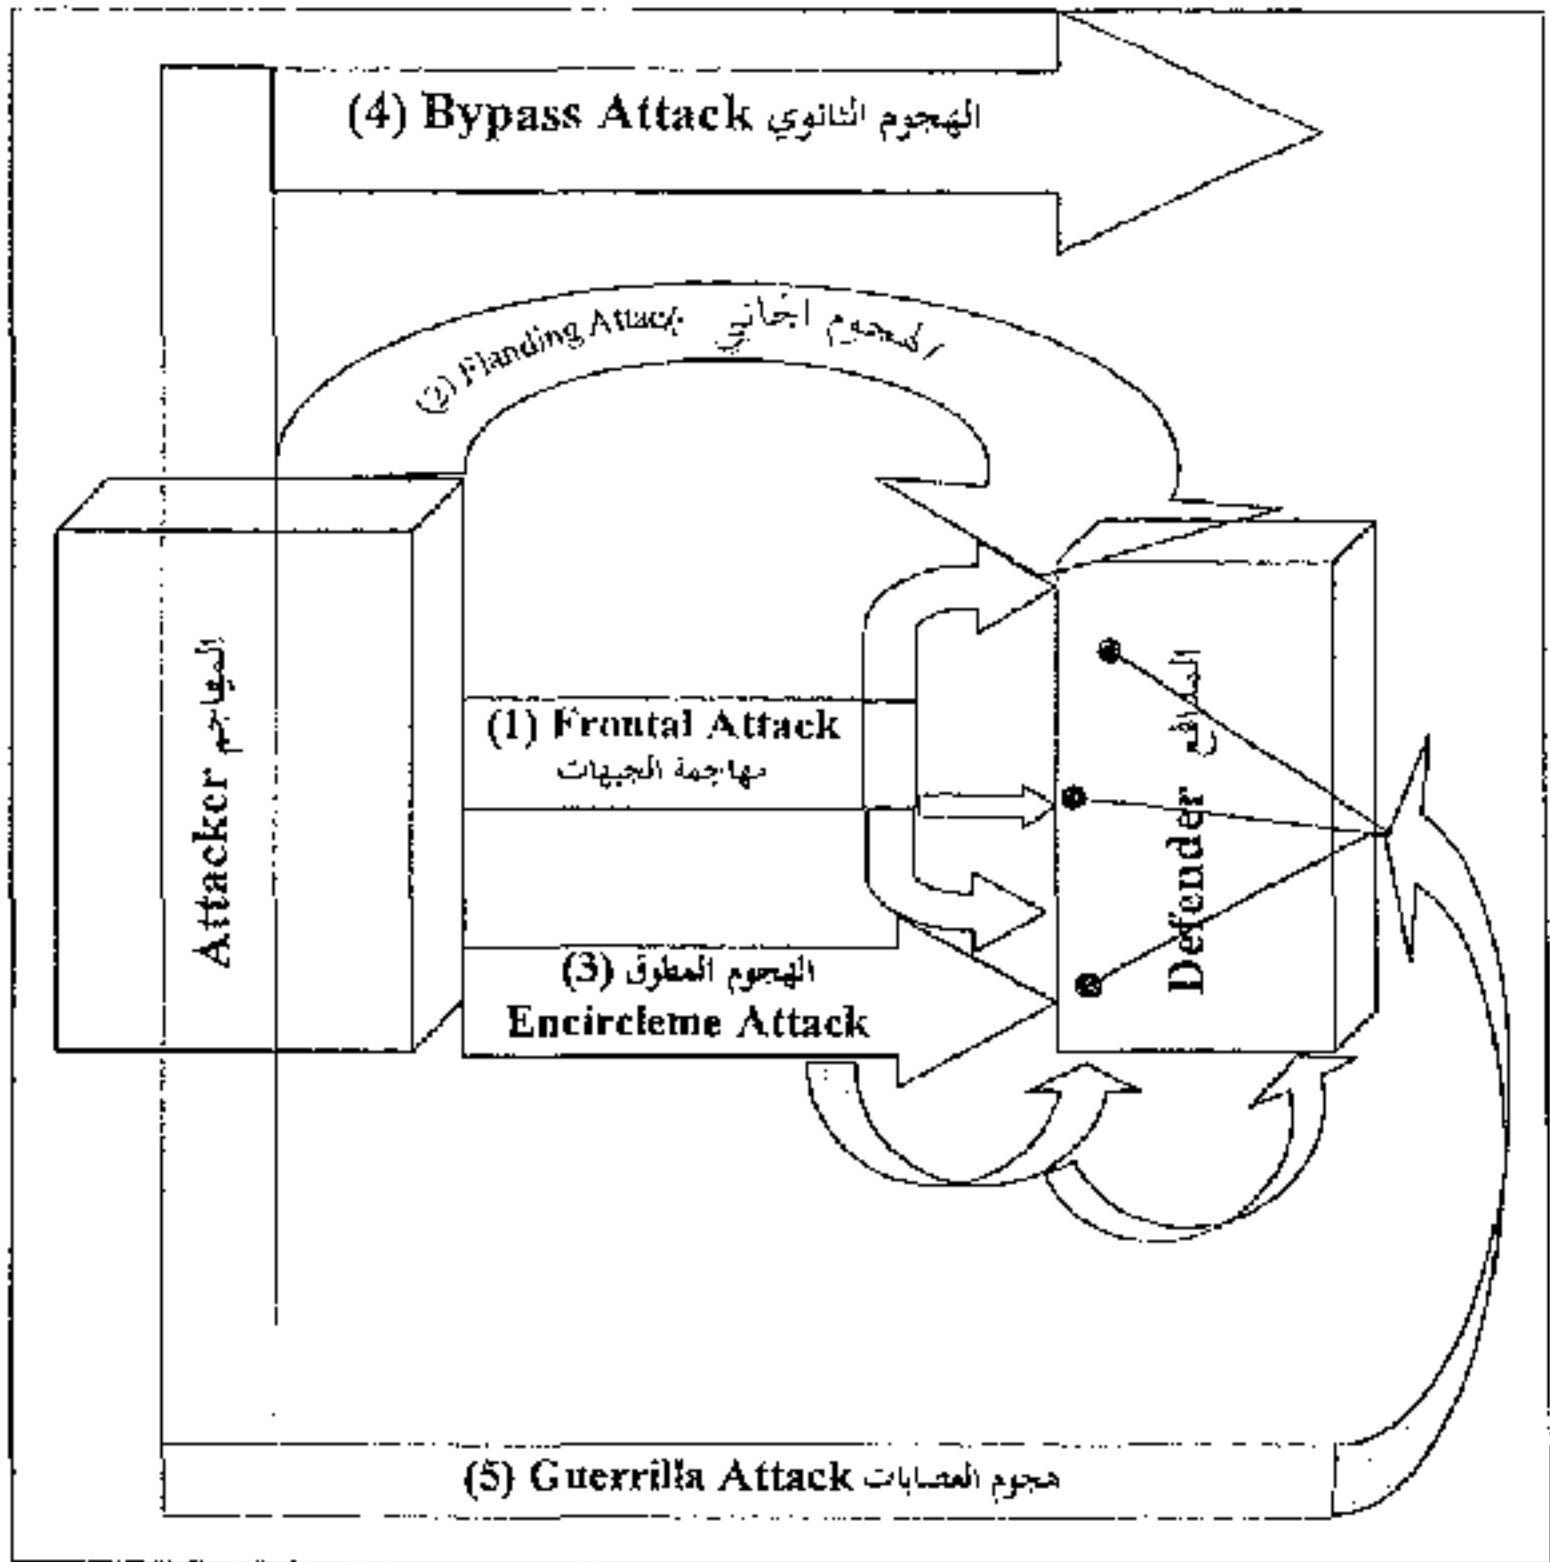 (4) Bypass Attack الهجوم الثانوي
(2) Flanding Attack الهجوم الجانبي
Attacker المهاجم
(1) Frontal Attack
مهاجمة الجبهات
Defender المدافع
(3) الهجوم المطوق
Encircleme Attack
(5) Guerrilla Attack هجوم العصابات